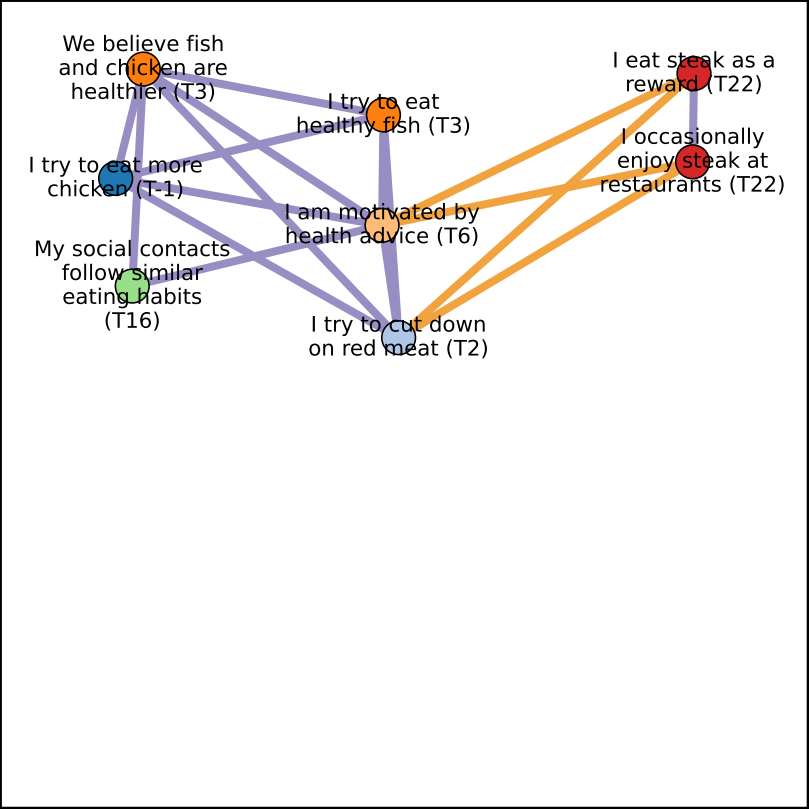 We believe fish
and chicken are
healthier (T3)
I eat steak as a
reward (T22)
I try to eat
healthy fish (T3)
I occasionally
enjoy steak at
restaurants (T22)
I try to eat more
chicken (T-1)
I am motivated by
health advice (T6)
My social contacts
follow similar
eating habits
(T16)
I try to cut down
on red meat (T2)